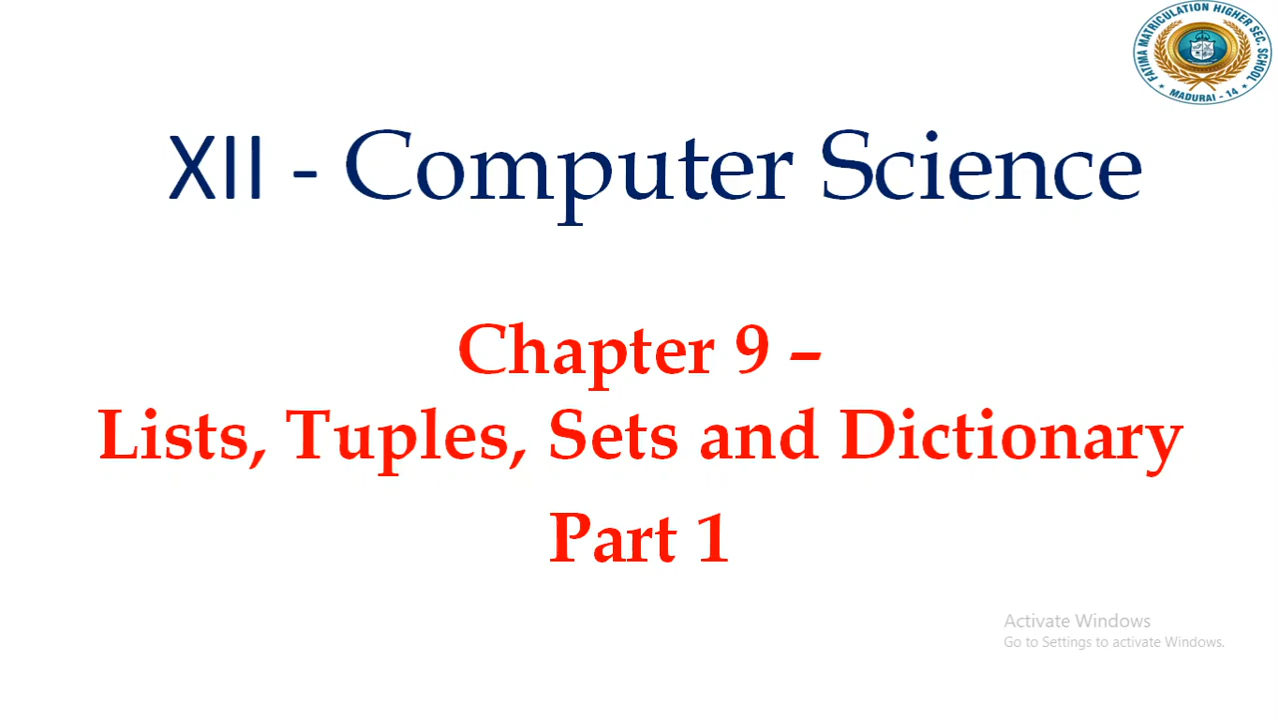 FATIMA MATRICULATION HIGHER SEC. SCHOOL
MADURAI - 14
XII - Computer Science
Chapter 9 –
Lists, Tuples, Sets and Dictionary
Part 1
Activate Windows
Go to Settings to activate Windows.